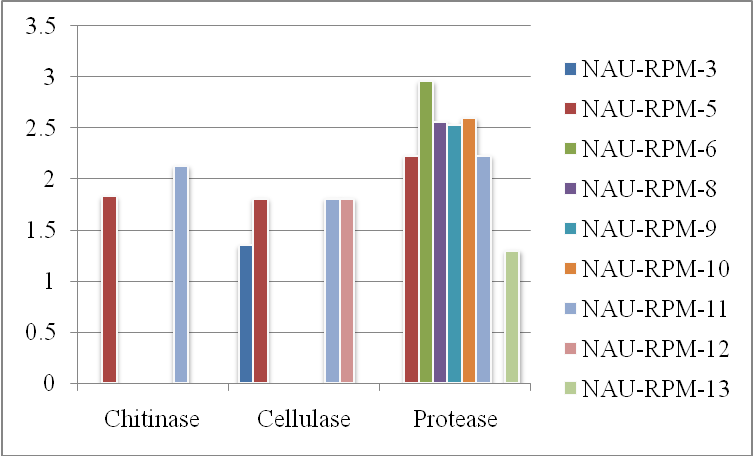 3.5
3
2.5
2
1.5
1
0.5
0
Chitinase Cellulase Protease
NAU-RPM-3
NAU-RPM-5
NAU-RPM-6
NAU-RPM-8
NAU-RPM-9
NAU-RPM-10
NAU-RPM-11
NAU-RPM-12
NAU-RPM-13